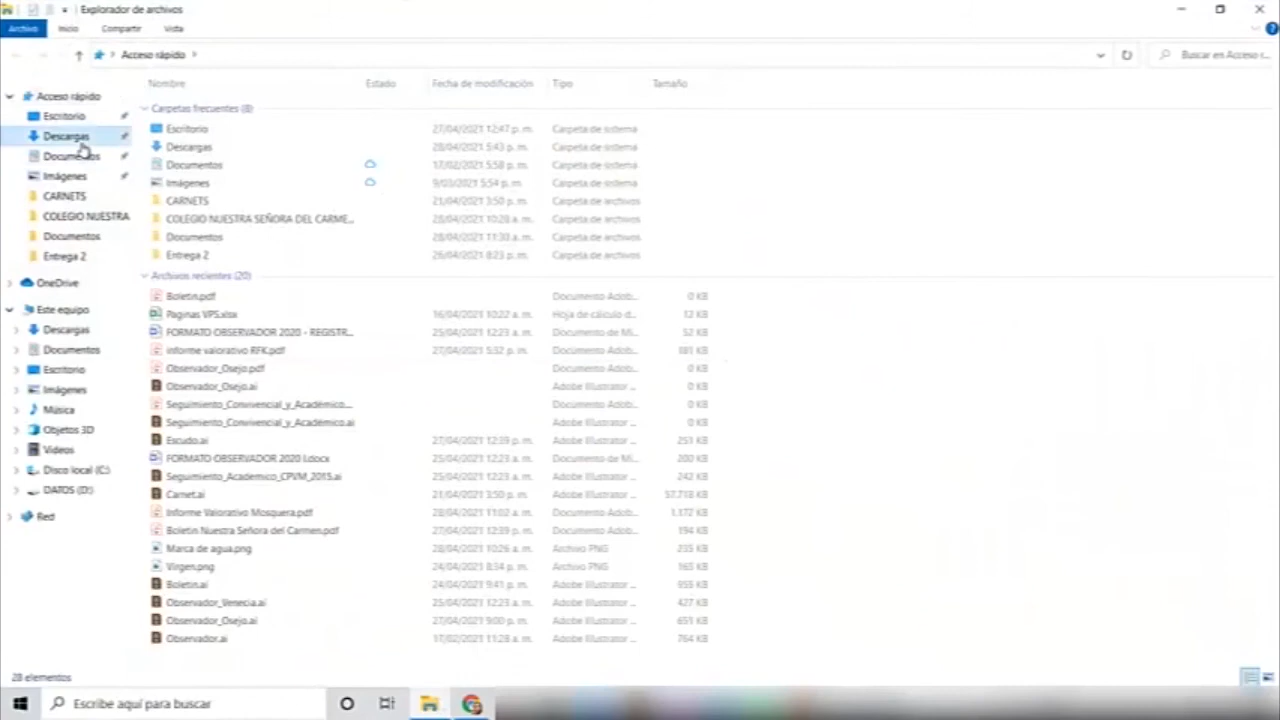 Explorador de archivos
Archivo Inicio Compartir Vista
Acceso rápido Buscar en Acceso r...
Nombre Estado Fecha de modificación Tipo Tamaño
Acceso rápido
Escritorio
Descargas
Documentos
Imágenes
CARNETS
COLEGIO NUESTRA
Documentos
Entrega 2
OneDrive
Este equipo
Descargas
Documentos
Escritorio
Imágenes
Música
Objetos 3D
Videos
Disco local (C:)
DATOS (D:)
Red
Carpetas frecuentes (8)
Escritorio 27/04/2021 12:47 p. m. Carpeta de sistema
Descargas 28/04/2021 5:43 p. m. Carpeta de sistema
Documentos 17/02/2021 5:58 p. m. Carpeta de sistema
Imágenes 9/03/2021 5:54 p. m. Carpeta de sistema
CARNETS 21/04/2021 3:50 p. m. Carpeta de archivos
COLEGIO NUESTRA SEÑORA DEL CARME... 28/04/2021 10:28 a. m. Carpeta de archivos
Documentos 28/04/2021 11:30 a. m. Carpeta de archivos
Entrega 2 26/04/2021 8:23 p. m. Carpeta de archivos
Archivos recientes (20)
Boletin.pdf Documento Adob... 0 KB
Paginas VPS.xlsx 16/04/2021 10:22 a. m. Hoja de cálculo d... 12 KB
FORMATO OBSERVADOR 2020 - REGISTR... 25/04/2021 12:23 a. m. Documento de Mi... 52 KB
informe valorativo RFK.pdf 27/04/2021 5:32 p. m. Documento Adob... 181 KB
Observador_Osejo.pdf Documento Adob... 0 KB
Observador_Osejo.ai Adobe Illustrator ... 0 KB
Seguimiento_Convivencial_y_Académico.... Documento Adob... 0 KB
Seguimiento_Convivencial_y_Académico.ai Adobe Illustrator ... 0 KB
Escudo.ai 27/04/2021 12:39 p. m. Adobe Illustrator ... 251 KB
FORMATO OBSERVADOR 2020 I.docx 25/04/2021 12:23 a. m. Documento de Mi... 200 KB
Seguimiento_Academico_CPVM_2015.ai 25/04/2021 12:23 a. m. Adobe Illustrator ... 242 KB
Carnet.ai 21/04/2021 3:50 p. m. Adobe Illustrator ... 57.718 KB
Informe Valorativo Mosquera.pdf 28/04/2021 11:02 a. m. Documento Adob... 1.172 KB
Boletin Nuestra Señora del Carmen.pdf 27/04/2021 12:39 p. m. Documento Adob... 194 KB
Marca de agua.png 28/04/2021 10:26 a. m. Archivo PNG 235 KB
Virgen.png 24/04/2021 8:34 p. m. Archivo PNG 163 KB
Boletin.ai 24/04/2021 9:41 p. m. Adobe Illustrator ... 955 KB
Observador_Venecia.ai 25/04/2021 12:23 a. m. Adobe Illustrator ... 427 KB
Observador_Osejo.ai 27/04/2021 9:00 p. m. Adobe Illustrator ... 651 KB
Observador.ai 17/02/2021 11:28 a. m. Adobe Illustrator ... 764 KB
28 elementos
Escribe aquí para buscar